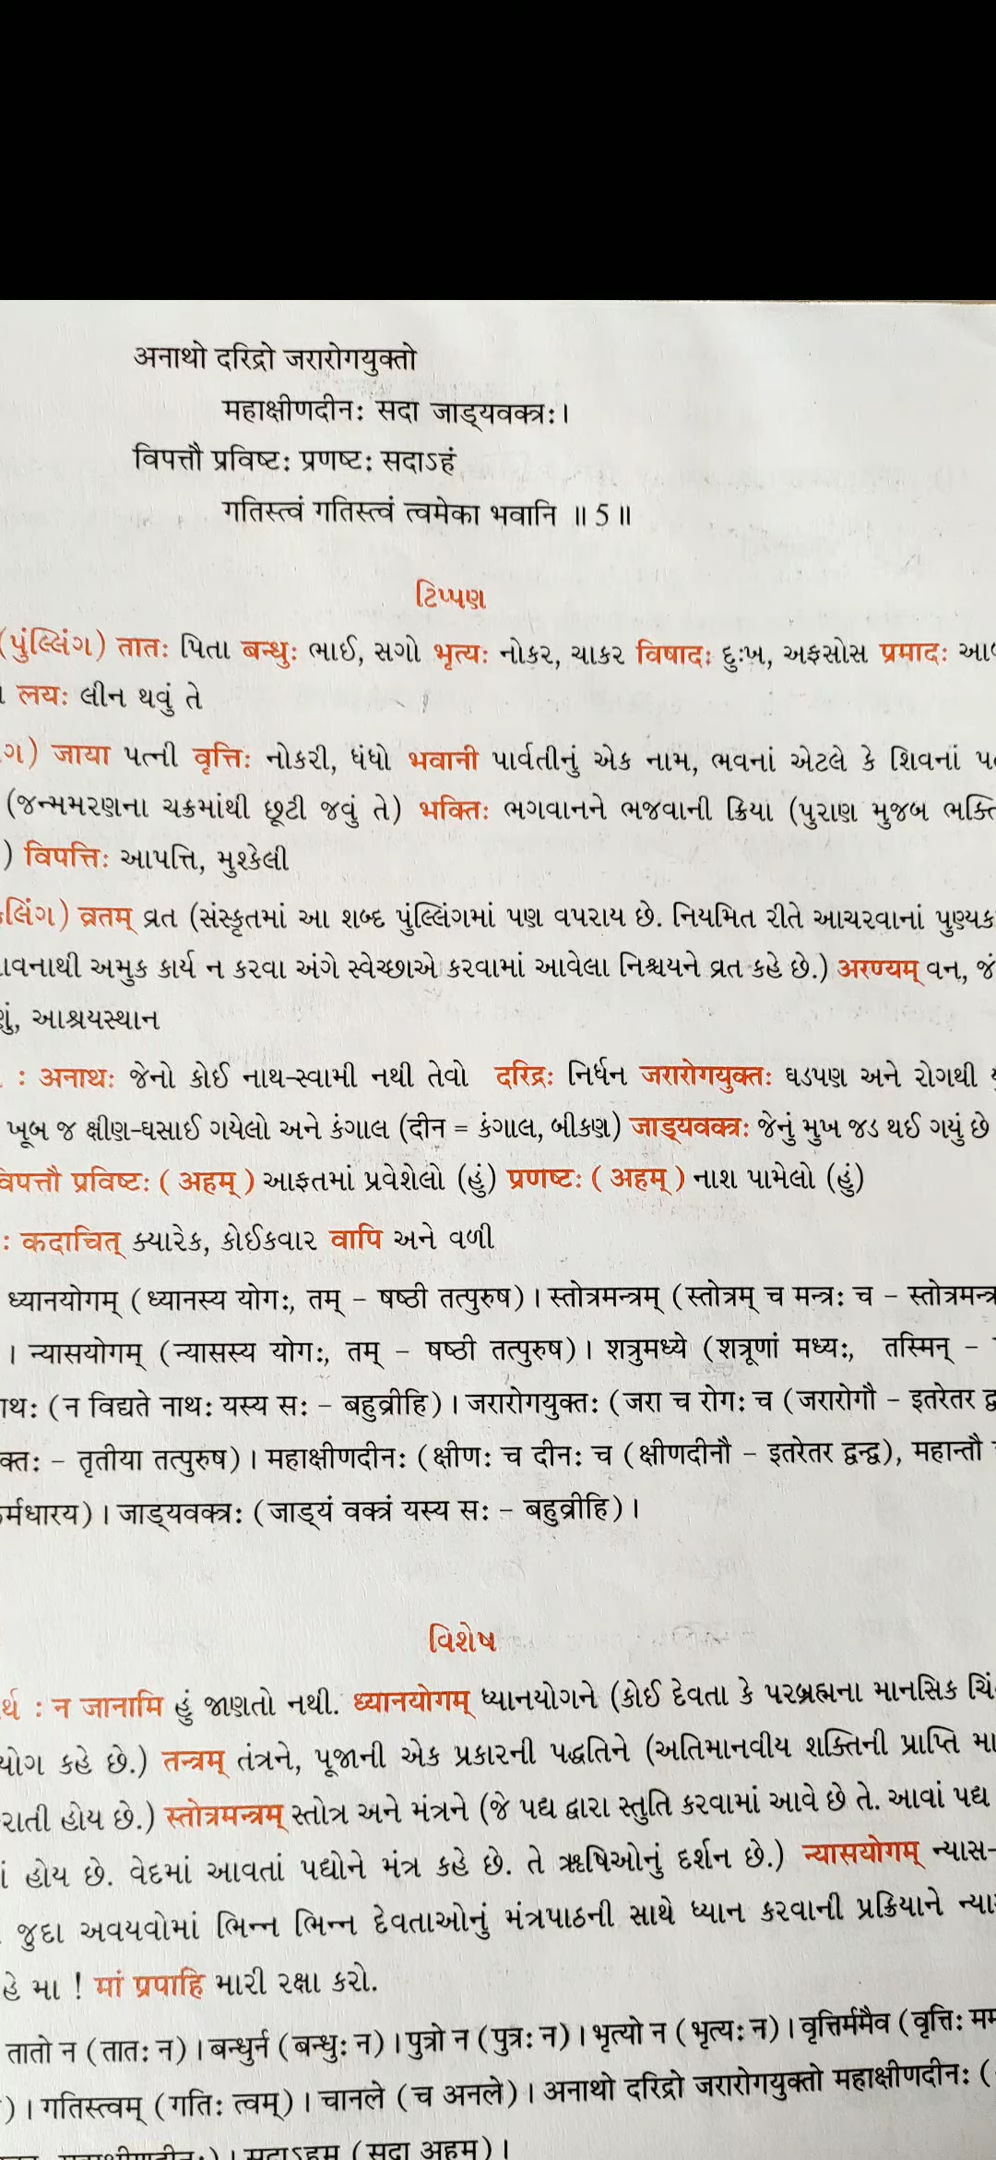 अनाथो दरिद्रो जरारोगयुक्तो
महाक्षीणदीनः सदा जाड्यवक्त्रः।
विपत्तौ प्रविष्टः प्रणष्टः सदाऽहं
गतिस्त्वं गतिस्त्वं त्वमेका भवानि ॥ 5 ॥
ટિપ્પણ
(પુંલ્લિંગ) तातः પિતા बन्धुः ભાઈ, સગો भृत्यः નોકર, ચાકર विषादः દુઃખ, અફસોસ प्रमादः
लयः લીન થવું તે
जाया પત્ની वृत्तिः નોકરી, ધંધો भवानी પાર્વતીનું એક નામ, ભવનાં એટલે કે શિવનાં
(જન્મમરણના ચક્રમાંથી છૂટી જવું તે) भक्तिः ભગવાનને ભજવાની ક્રિયા (પુરાણ મુજબ
) विपत्तिः આપત્તિ, મુશ્કેલી
व्रतम् વ્રત (સંસ્કૃતમાં આ શબ્દ પુંલ્લિંગમાં પણ વપરાય છે. નિયમિત રીતે આચરવાનાં
અમુક કાર્ય ન કરવા અંગે સ્વેચ્છાએ કરવામાં આવેલા નિશ્ચયને વ્રત કહે છે.) अरण्यम् વન,
આશ્રયસ્થાન
: अनाथः જેનો કોઈ નાથ-સ્વામી નથી તેવો दरिद्रः નિર્ધન जरारोगयुक्तः ઘડપણ અને રોગથી
ખૂબ જ ક્ષીણ-ઘસાઈ ગયેલો અને કંગાલ (દીન = કંગાલ, બીકણ) जाड्यवक्त्रः જેનું મુખ જડ થઈ ગયું છે
विपत्तौ प्रविष्टः ( अहम् ) આફતમાં પ્રવેશેલો (હું) प्रणष्टः ( अहम् ) નાશ પામેલો (હું)
: कदाचित् ક્યારેક, કોઈકવાર वापि અને વળી
ध्यानयोगम् (ध्यानस्य योगः, तम् - षष्ठी तत्पुरुष)। स्तोत्रमन्त्रम् (स्तोत्रम् च मन्त्रः च -
। न्यासयोगम् (न्यासस्य योगः, तम् - षष्ठी तत्पुरुष)। शत्रुमध्ये (शत्रूणां मध्यः, तस्मिन् -
(न विद्यते नाथः यस्य सः - बहुव्रीहि)। जरारोगयुक्तः (जरा च रोगः च (जरारोगौ - इतरेतर
- तृतीया तत्पुरुष)। महाक्षीणदीनः (क्षीणः च दीनः च (क्षीणदीनौ - इतरेतर द्वन्द्व), महान्तौ
। जाड्यवक्त्रः (जाड्यं वक्त्रं यस्य सः - बहुव्रीहि)।
વિશેષ
: न जानामि હું જાણતો નથી. ध्यानयोगम् ધ્યાનયોગને (કોઈ દેવતા કે પરબ્રહ્મના માનસિક
કહે છે.) तन्त्रम् તંત્રને, પૂજાની એક પ્રકારની પદ્ધતિને (અતિમાનવીય શક્તિની પ્રાપ્તિ
હોય છે.) स्तोत्रमन्त्रम् સ્તોત્ર અને મંત્રને (જે પદ્ય દ્વારા સ્તુતિ કરવામાં આવે છે તે. આવાં પદ્ય
હોય છે. વેદમાં આવતાં પદ્યોને મંત્ર કહે છે. તે ઋષિઓનું દર્શન છે.) न्यासयोगम् ન્યાસ-
જુદા અવયવોમાં ભિન્ન ભિન્ન દેવતાઓનું મંત્રપાઠની સાથે ધ્યાન કરવાની પ્રક્રિયાને
હે મા ! मां प्रपाहि મારી રક્ષા કરો.
तातो न (तातः न)। बन्धुर्न (बन्धुः न)। पुत्रो न (पुत्रः न)। भृत्यो न (भृत्यः न)। वृत्तिर्ममैव (वृत्तिः
)। गतिस्त्वम् (गतिः त्वम्)। चानले (च अनले)। अनाथो दरिद्रो जरारोगयुक्तो महाक्षीणदीनः (
। सदाऽहम् (सदा अहम्)।